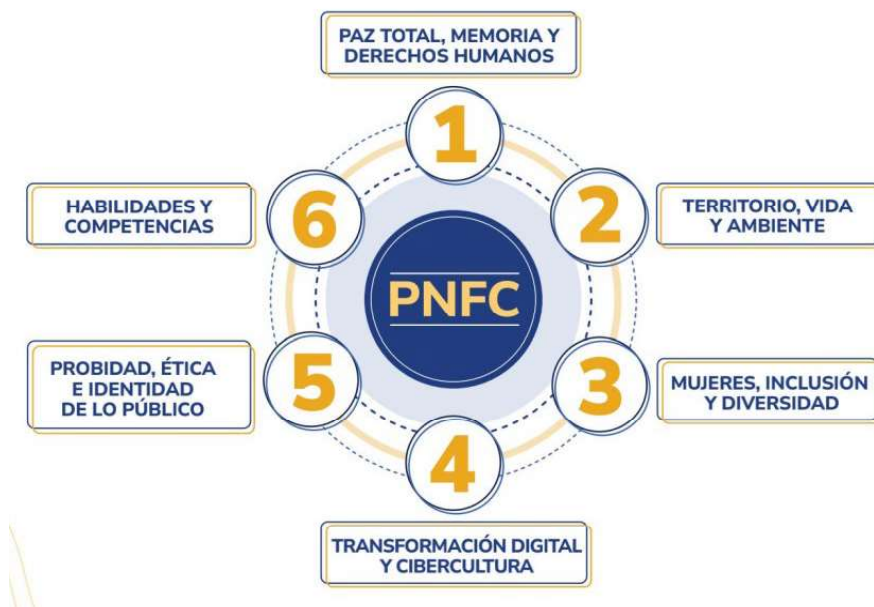 PAZ TOTAL, MEMORIA Y
DERECHOS HUMANOS
1
2
TERRITORIO, VIDA
Y AMBIENTE
3
MUJERES, INCLUSIÓN
Y DIVERSIDAD
4
TRANSFORMACIÓN DIGITAL
Y CIBERCULTURA
5
PROBIDAD, ÉTICA
E IDENTIDAD
DE LO PÚBLICO
6
HABILIDADES Y
COMPETENCIAS
PNFC